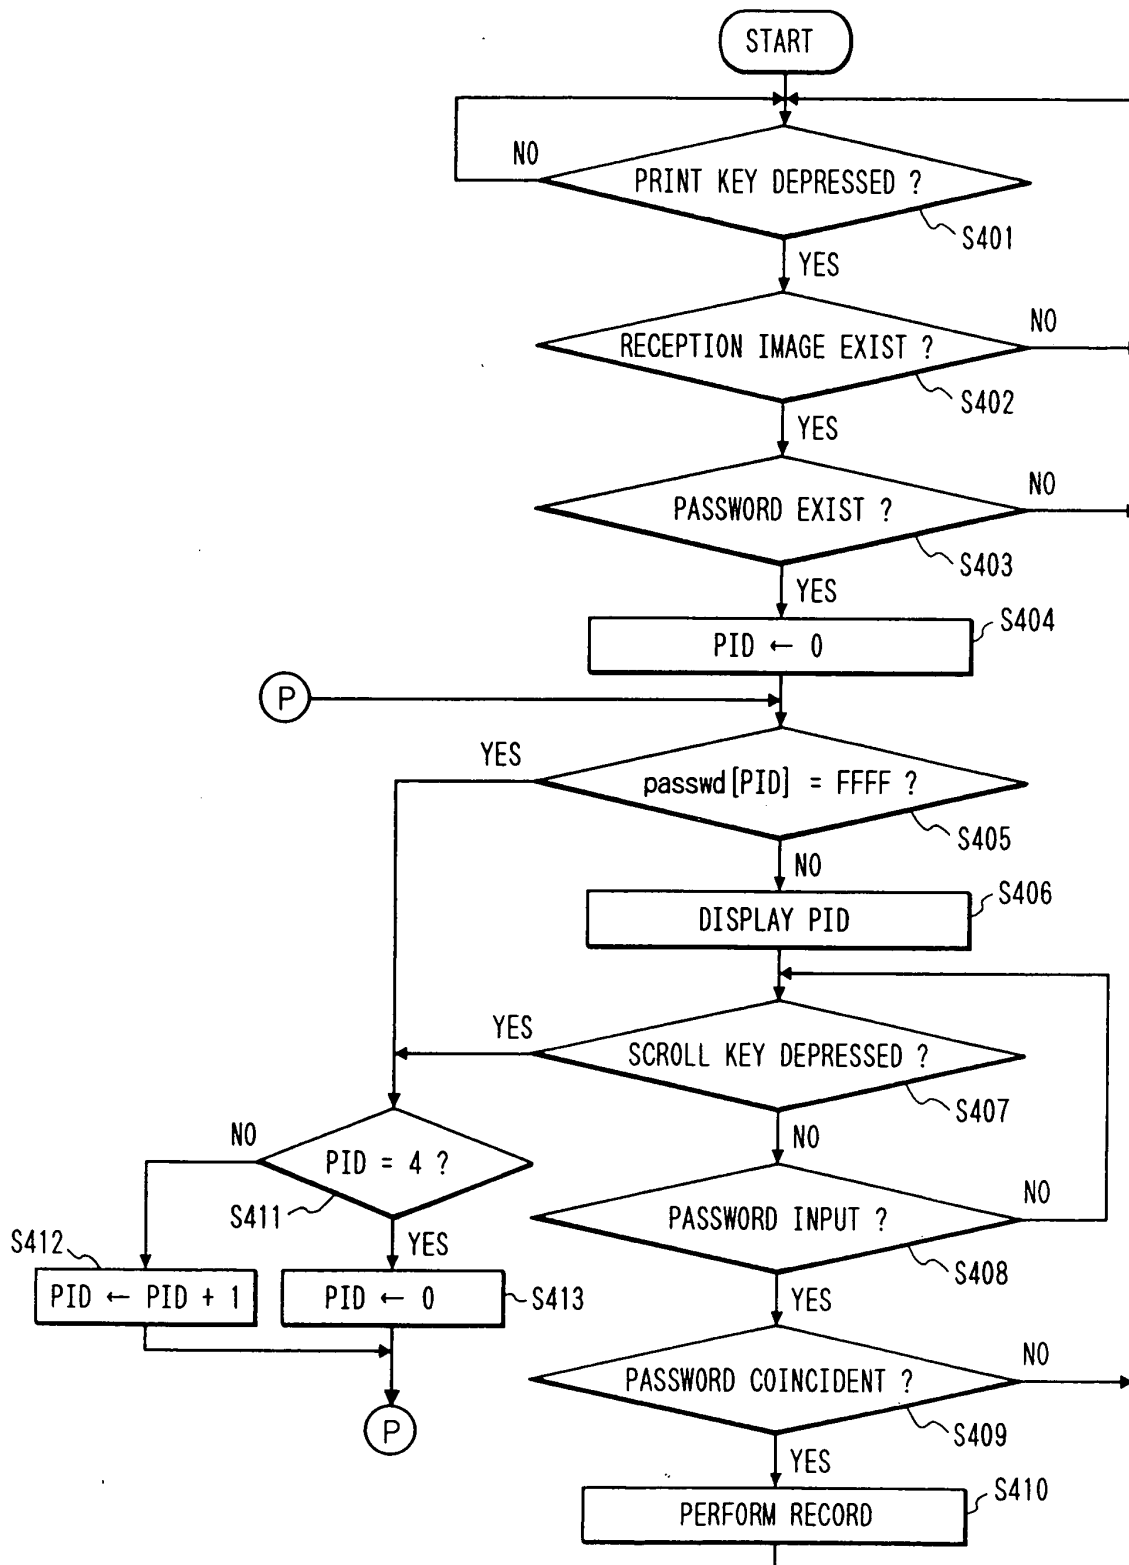 START
NO
PRINT KEY DEPRESSED ?
S401
YES
RECEPTION IMAGE EXIST ?
NO
S402
YES
PASSWORD EXIST ?
NO
S403
YES
PID ← 0
S404
P
YES
passwd[PID] = FFFF ?
S405
NO
DISPLAY PID
S406
YES
SCROLL KEY DEPRESSED ?
S407
NO
NO
PID = 4 ?
S411
PASSWORD INPUT ?
NO
S408
YES
S412
PID ← PID + 1
YES
PID ← 0
S413
PASSWORD COINCIDENT ?
NO
S409
P
YES
PERFORM RECORD
S410